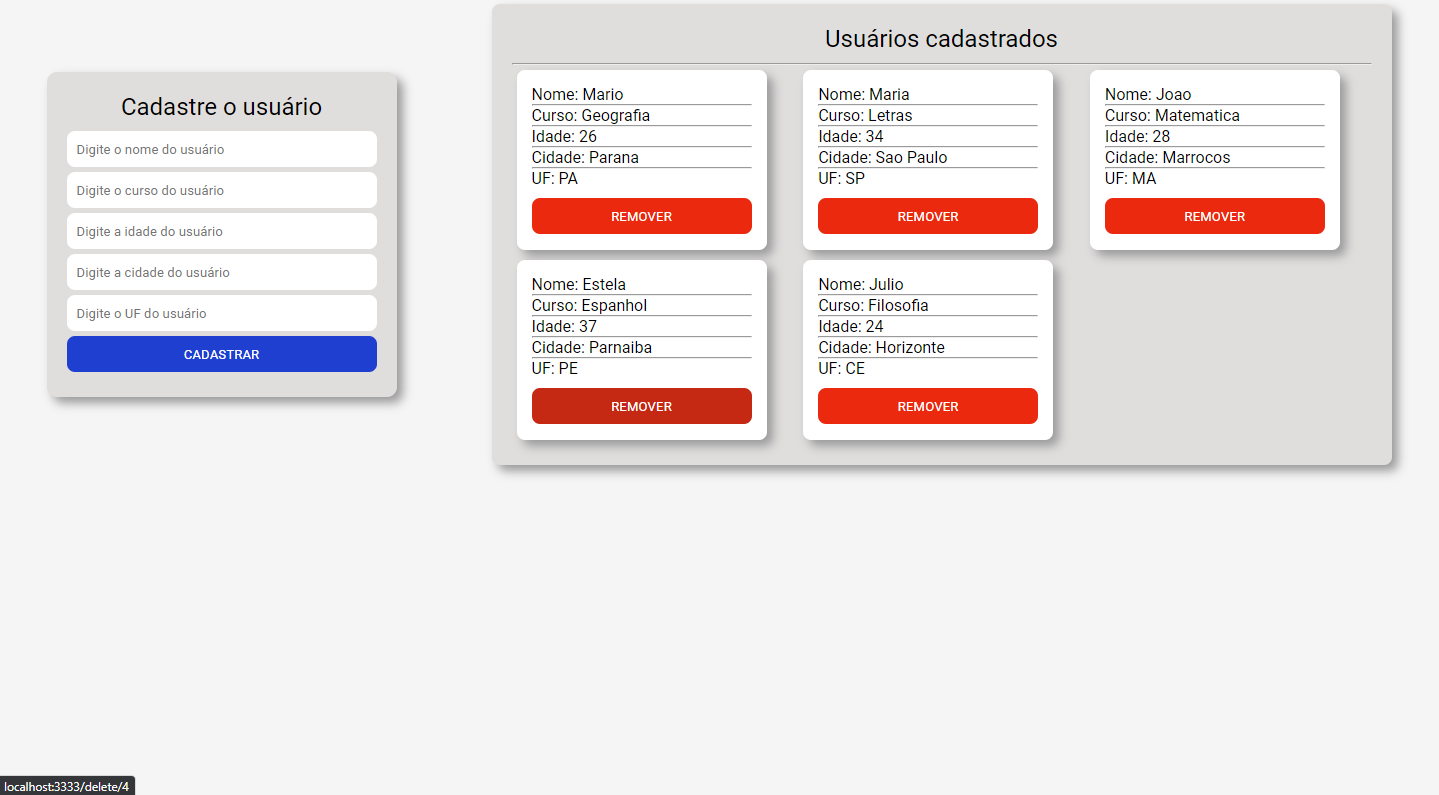 Cadastre o usuário
Digite o nome do usuário
Digite o curso do usuário
Digite a idade do usuário
Digite a cidade do usuário
Digite o UF do usuário
CADASTRAR
Usuários cadastrados
Nome: Mario
Curso: Geografia
Idade: 26
Cidade: Parana
UF: PA
REMOVER
Nome: Maria
Curso: Letras
Idade: 34
Cidade: Sao Paulo
UF: SP
REMOVER
Nome: Joao
Curso: Matematica
Idade: 28
Cidade: Marrocos
UF: MA
REMOVER
Nome: Estela
Curso: Espanhol
Idade: 37
Cidade: Parnaiba
UF: PE
REMOVER
Nome: Julio
Curso: Filosofia
Idade: 24
Cidade: Horizonte
UF: CE
REMOVER
localhost:3333/delete/4